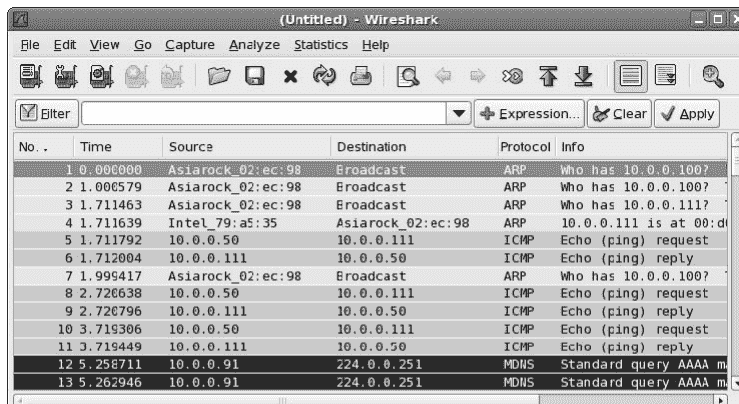 (Untitled) - Wireshark
File Edit View Go Capture Analyze Statistics Help
Filter Expression... Clear Apply
No. . Time Source Destination Protocol Info
1 0.000000 Asiarock_02:ec:98 Broadcast ARP Who has 10.0.0.100?
2 1.000579 Asiarock_02:ec:98 Broadcast ARP Who has 10.0.0.100?
3 1.711463 Asiarock_02:ec:98 Broadcast ARP Who has 10.0.0.111?
4 1.711639 Intel_79:a5:35 Asiarock_02:ec:98 ARP 10.0.0.111 is at 00:d
5 1.711792 10.0.0.50 10.0.0.111 ICMP Echo (ping) request
6 1.712004 10.0.0.111 10.0.0.50 ICMP Echo (ping) reply
7 1.999417 Asiarock_02:ec:98 Broadcast ARP Who has 10.0.0.100?
8 2.720638 10.0.0.50 10.0.0.111 ICMP Echo (ping) request
9 2.720796 10.0.0.111 10.0.0.50 ICMP Echo (ping) reply
10 3.719306 10.0.0.50 10.0.0.111 ICMP Echo (ping) request
11 3.719449 10.0.0.111 10.0.0.50 ICMP Echo (ping) reply
12 5.258711 10.0.0.91 224.0.0.251 MDNS Standard query AAAA m
13 5.262946 10.0.0.91 224.0.0.251 MDNS Standard query AAAA m